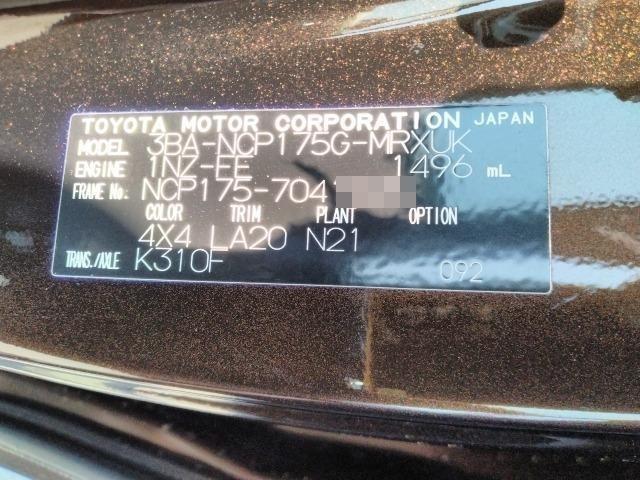 TOYOTA MOTOR CORPORATION JAPAN
MODEL 3BA-NCP175G-MRXUK
ENGINE 1NZ-FE 1496 mL
FRAME No. NCP175-704
COLOR TRIM PLANT OPTION
4X4 LA20 N21
TRANS./AXLE K310F
092